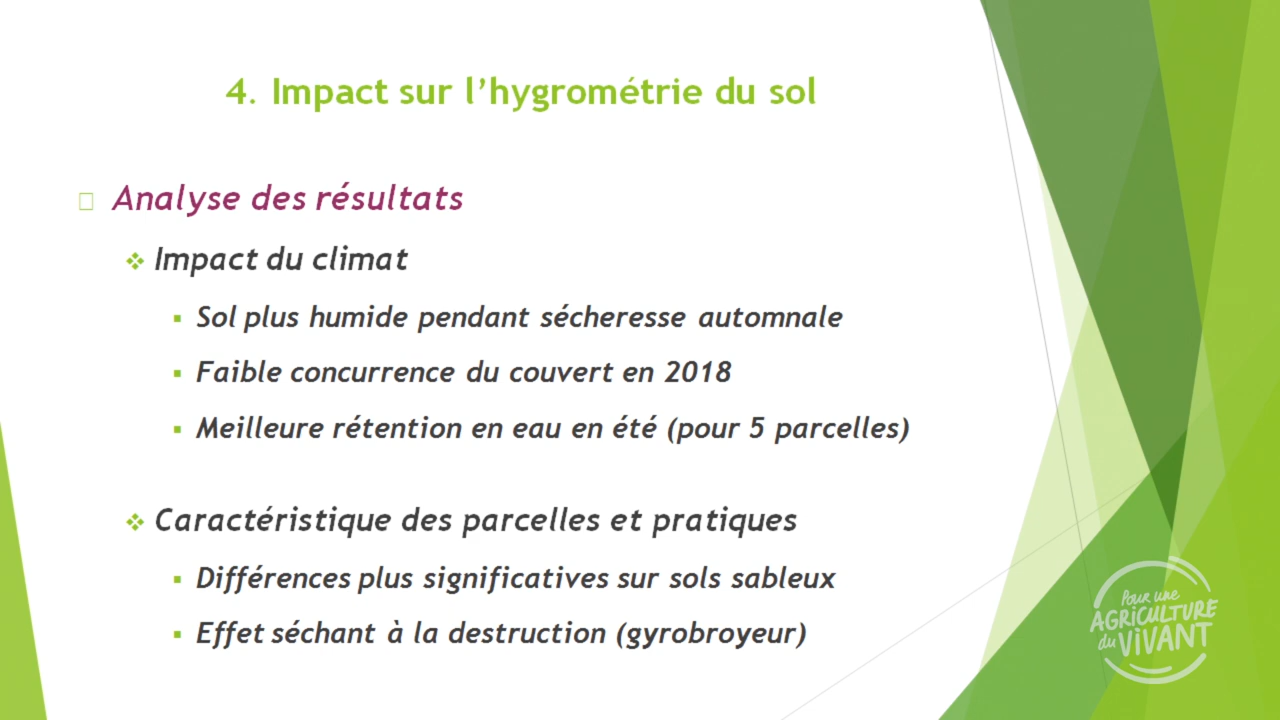 4. Impact sur l’hygrométrie du sol
Analyse des résultats
Impact du climat
Sol plus humide pendant sécheresse automnale
Faible concurrence du couvert en 2018
Meilleure rétention en eau en été (pour 5 parcelles)
Caractéristique des parcelles et pratiques
Différences plus significatives sur sols sableux
Effet séchant à la destruction (gyrobroyeur)
Pour une
AGRICULTURE
du VIVANT